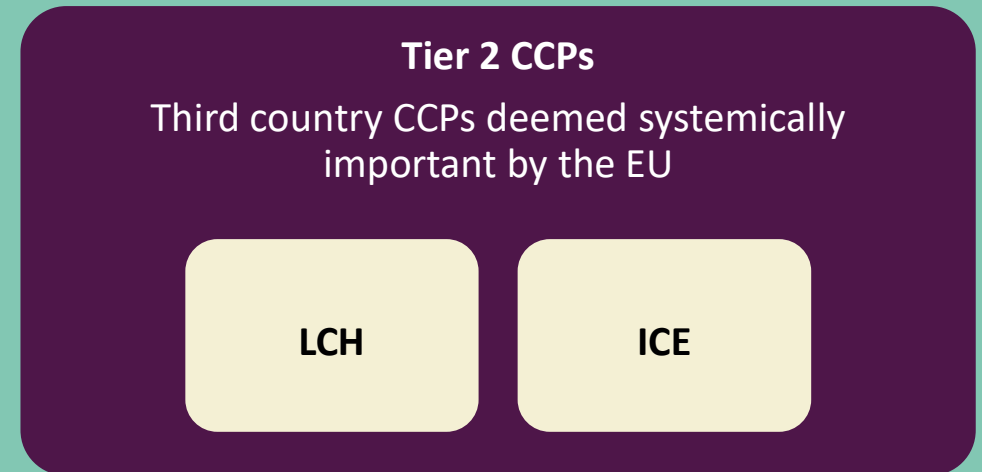 Tier 2 CCPs
Third country CCPs deemed systemically
important by the EU
LCH
ICE